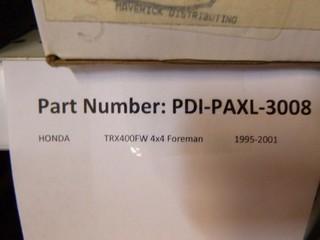 MAVERICK DISTRIBUTING
Part Number: PDI-PAXL-3008
HONDA TRX400FW 4x4 Foreman 1995-2001